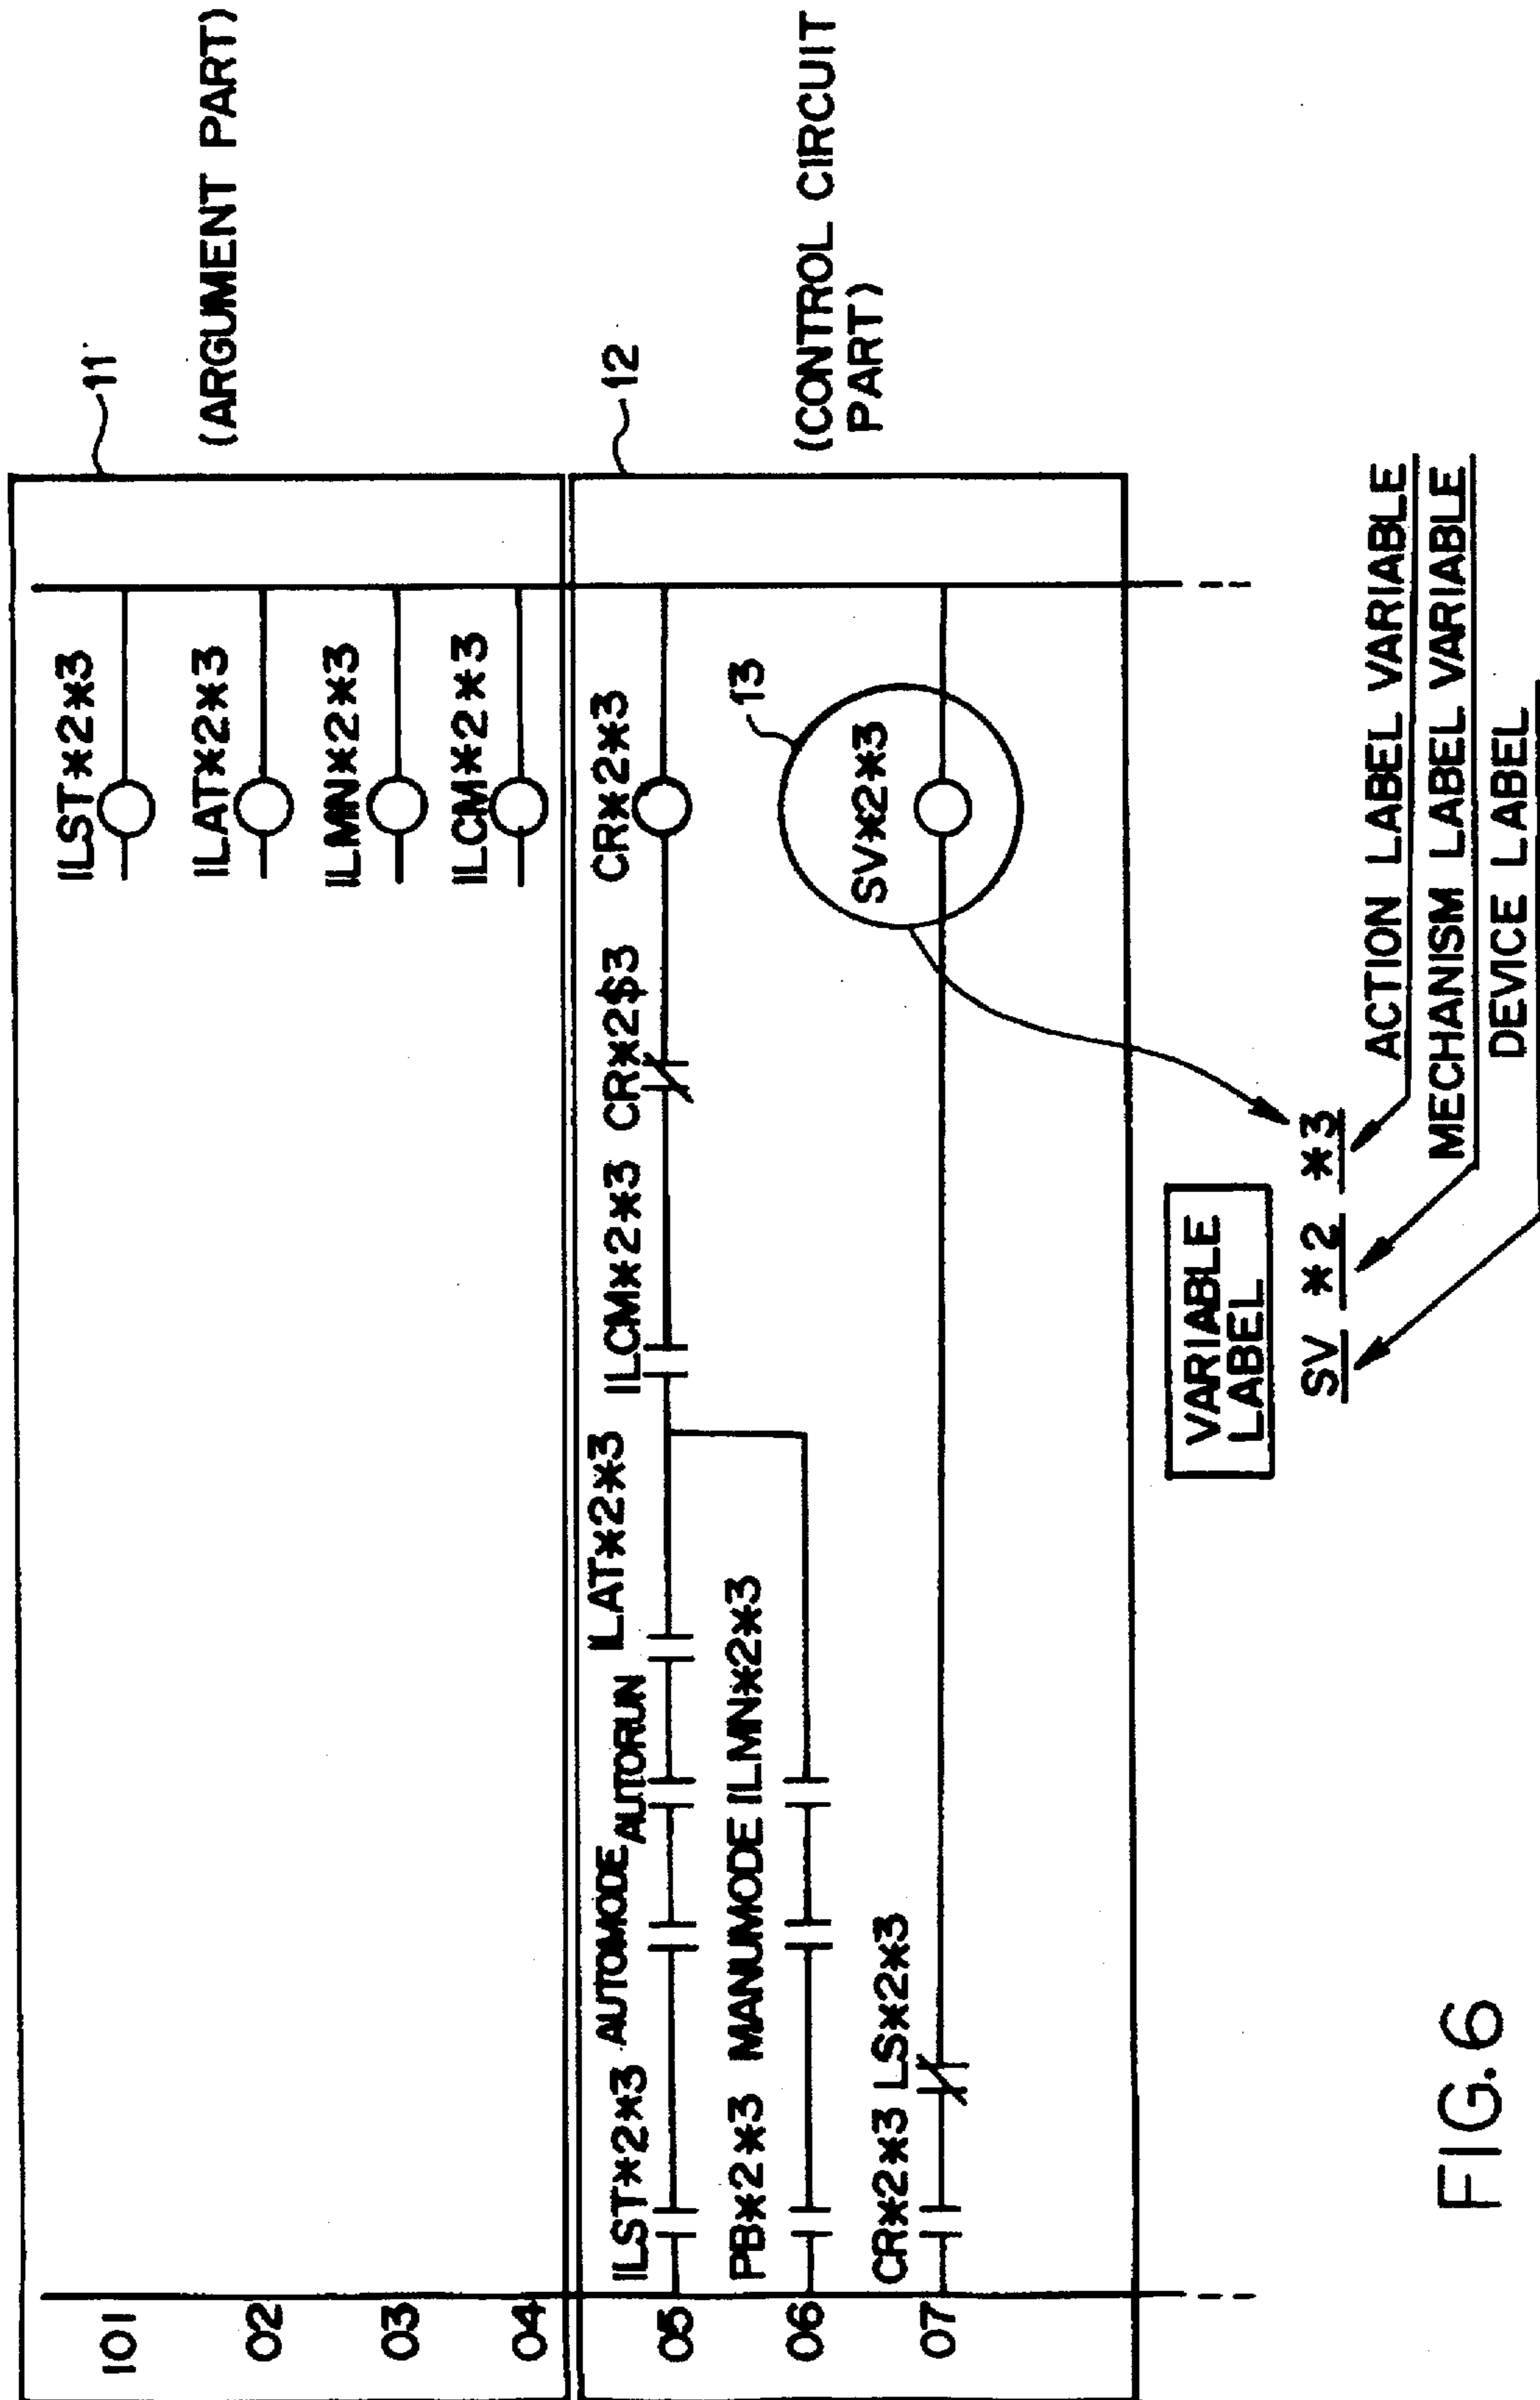 11
(ARGUMENT PART)
101
ILST*2*3
02
ILAT*2*3
03
ILMN*2*3
04
ILCM*2*3
12
(CONTROL CIRCUIT
PART)
05
ILST*2*3 AUTOMODE AUTORUN ILAT*2*3 ILCM*2*3 CR*2$3 CR*2*3
06
PB*2*3 MANUMODE ILMN*2*3
07
CR*2*3 LS*2*3 SV*2*3
13
VARIABLE
LABEL
SV *2 *3
ACTION LABEL VARIABLE
MECHANISM LABEL VARIABLE
DEVICE LABEL
FIG.6